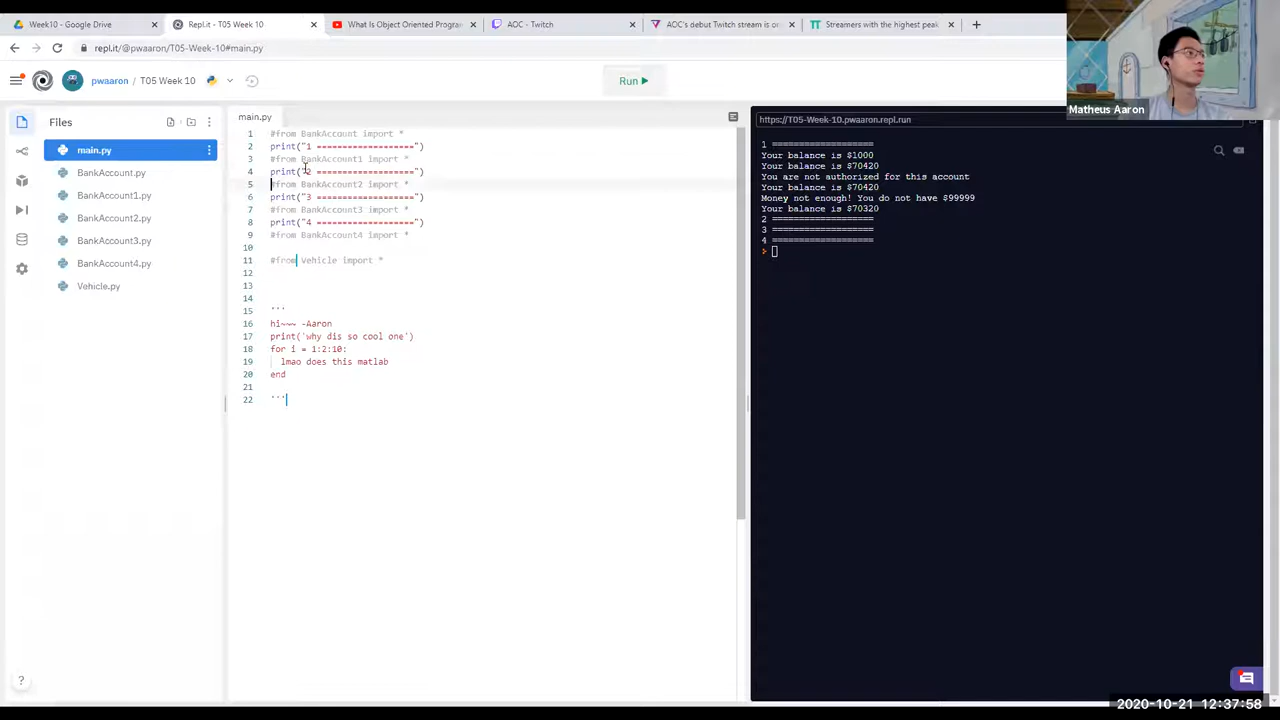 Week10 - Google Drive
Repl.it - T05 Week 10
What Is Object Oriented Program
AOC - Twitch
AOC's debut Twitch stream is on
Streamers with the highest peak
repl.it/@pwaaron/T05-Week-10#main.py
pwaaron / T05 Week 10
Run
Matheus Aaron
Files
main.py
BankAccount.py
BankAccount1.py
BankAccount2.py
BankAccount3.py
BankAccount4.py
Vehicle.py
main.py
1 #from BankAccount import *
2 print("1 ===================")
3 #from BankAccount1 import *
4 print("2 ===================")
5 #from BankAccount2 import *
6 print("3 ===================")
7 #from BankAccount3 import *
8 print("4 ===================")
9 #from BankAccount4 import *
10
11 #from Vehicle import *
12
13
14
15 '''
16 hi~~~ -Aaron
17 print('why dis so cool one')
18 for i = 1:2:10:
19 lmao does this matlab
20 end
21
22 '''
https://T05-Week-10.pwaaron.repl.run
1 ===================
Your balance is $1000
Your balance is $70420
You are not authorized for this account
Your balance is $70420
Money not enough! You do not have $99999
Your balance is $70320
2 ===================
3 ===================
4 ===================
>
?
2020-10-21 12:37:58